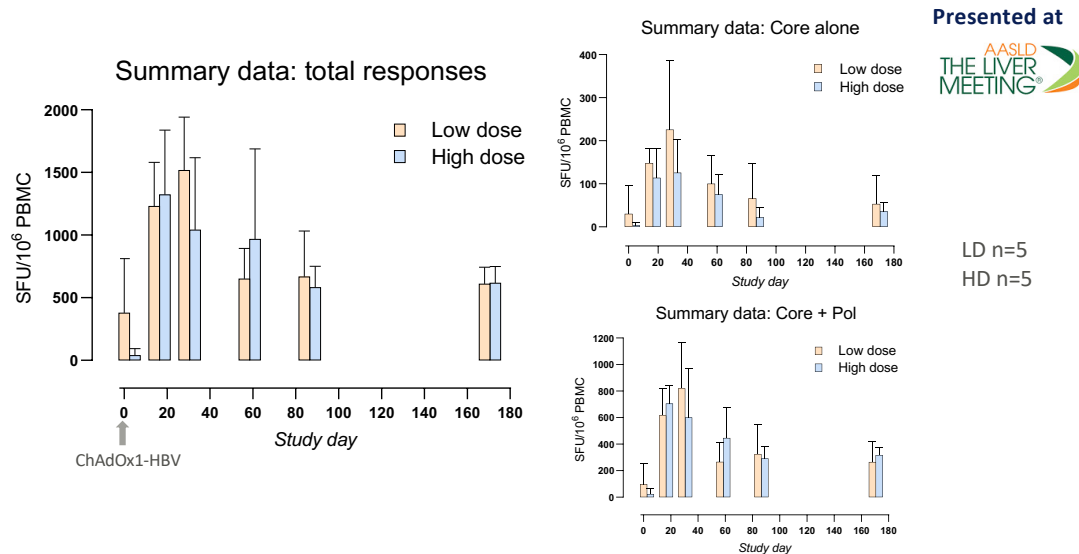 Summary data: total responses
2000
1500
1000
500
0
SFU/10⁶ PBMC
Low dose
High dose
0 20 40 60 80 100 120 140 160 180
Study day
ChAdOx1-HBV
Summary data: Core alone
400
300
200
100
0
SFU/10⁶ PBMC
Low dose
High dose
0 20 40 60 80 100 120 140 160 180
Study day
Summary data: Core + Pol
1200
1000
800
600
400
200
0
SFU/10⁶ PBMC
Low dose
High dose
0 20 40 60 80 100 120 140 160 180
Study day
Presented at
AASLD
THE LIVER
MEETING®
LD n=5
HD n=5